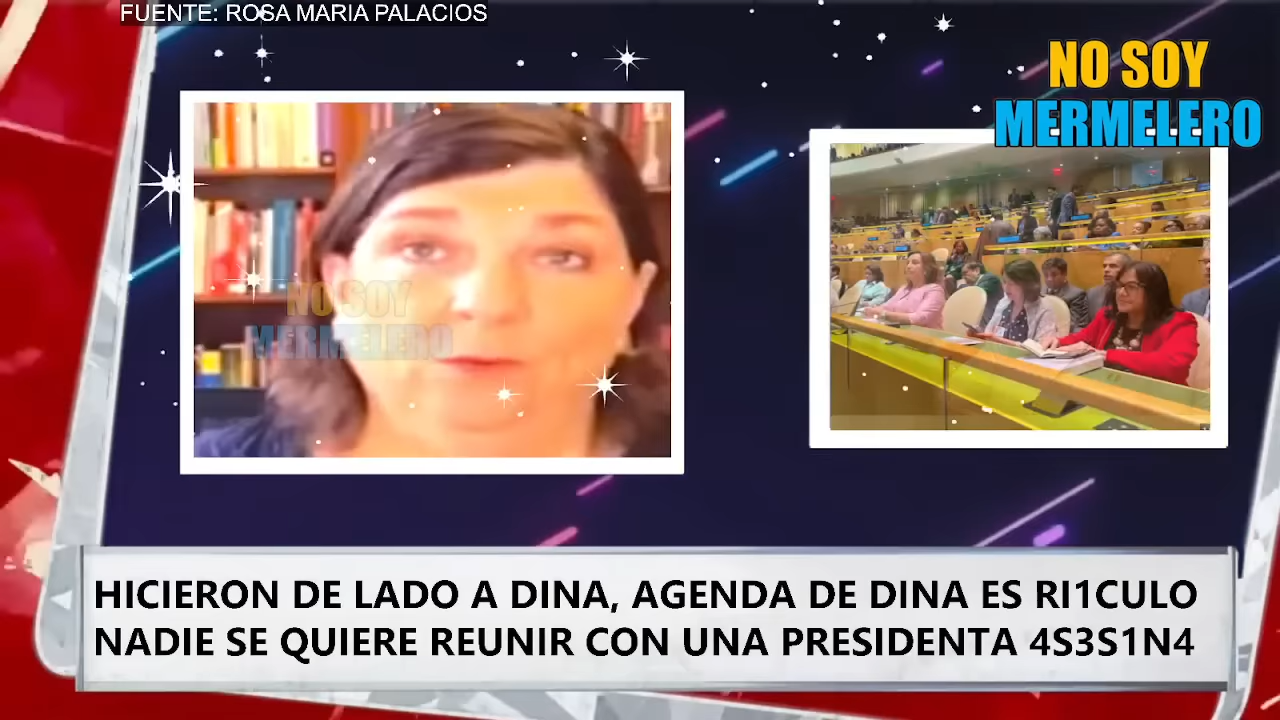 FUENTE: ROSA MARIA PALACIOS
NO SOY
MERMELERO
NO SOY
MERMELERO
HICIERON DE LADO A DINA, AGENDA DE DINA ES RI1CULO
NADIE SE QUIERE REUNIR CON UNA PRESIDENTA 4S3S1N4